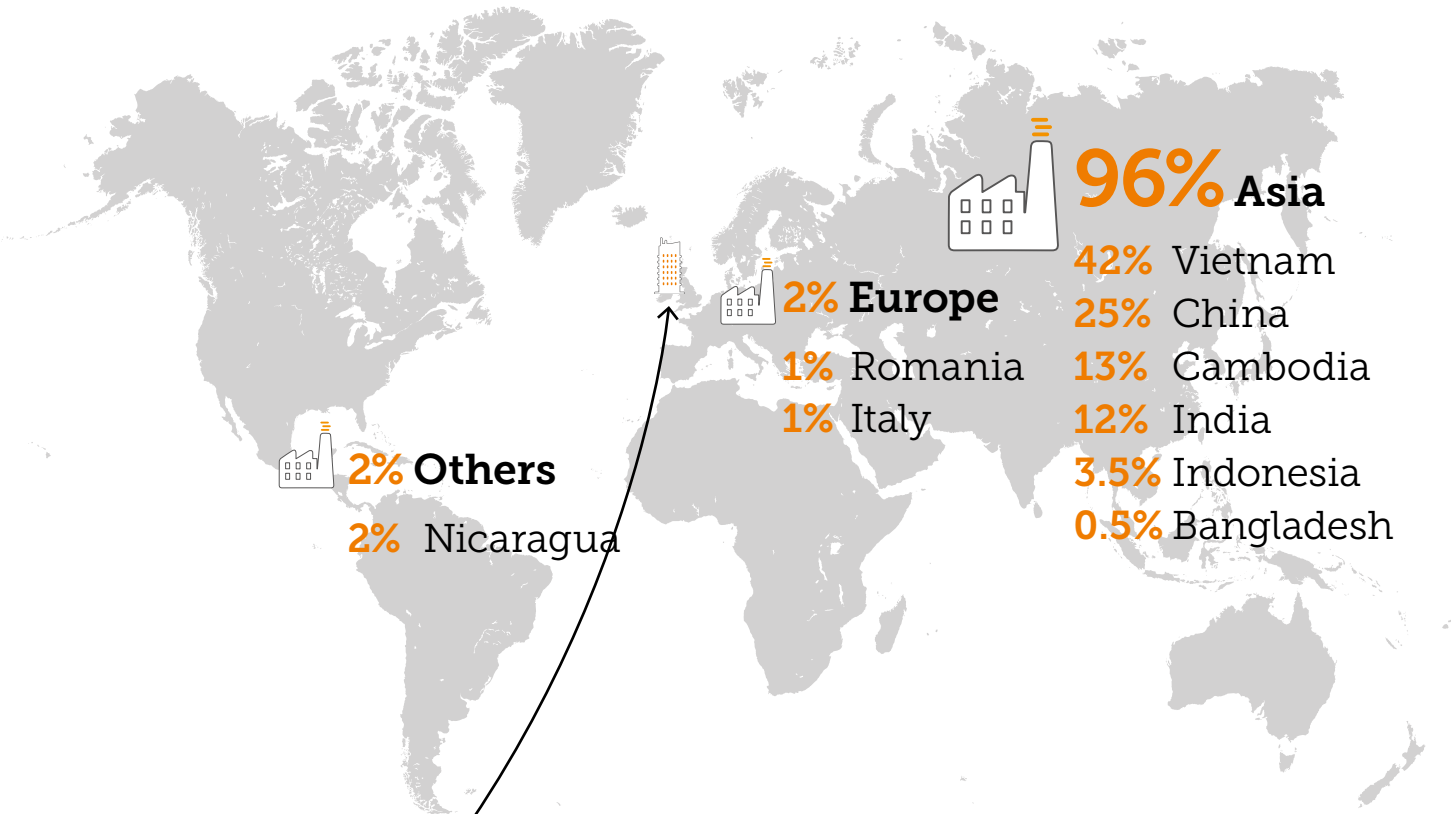 96% Asia
42% Vietnam
25% China
13% Cambodia
12% India
3.5% Indonesia
0.5% Bangladesh
2% Europe
1% Romania
1% Italy
2% Others
2% Nicaragua